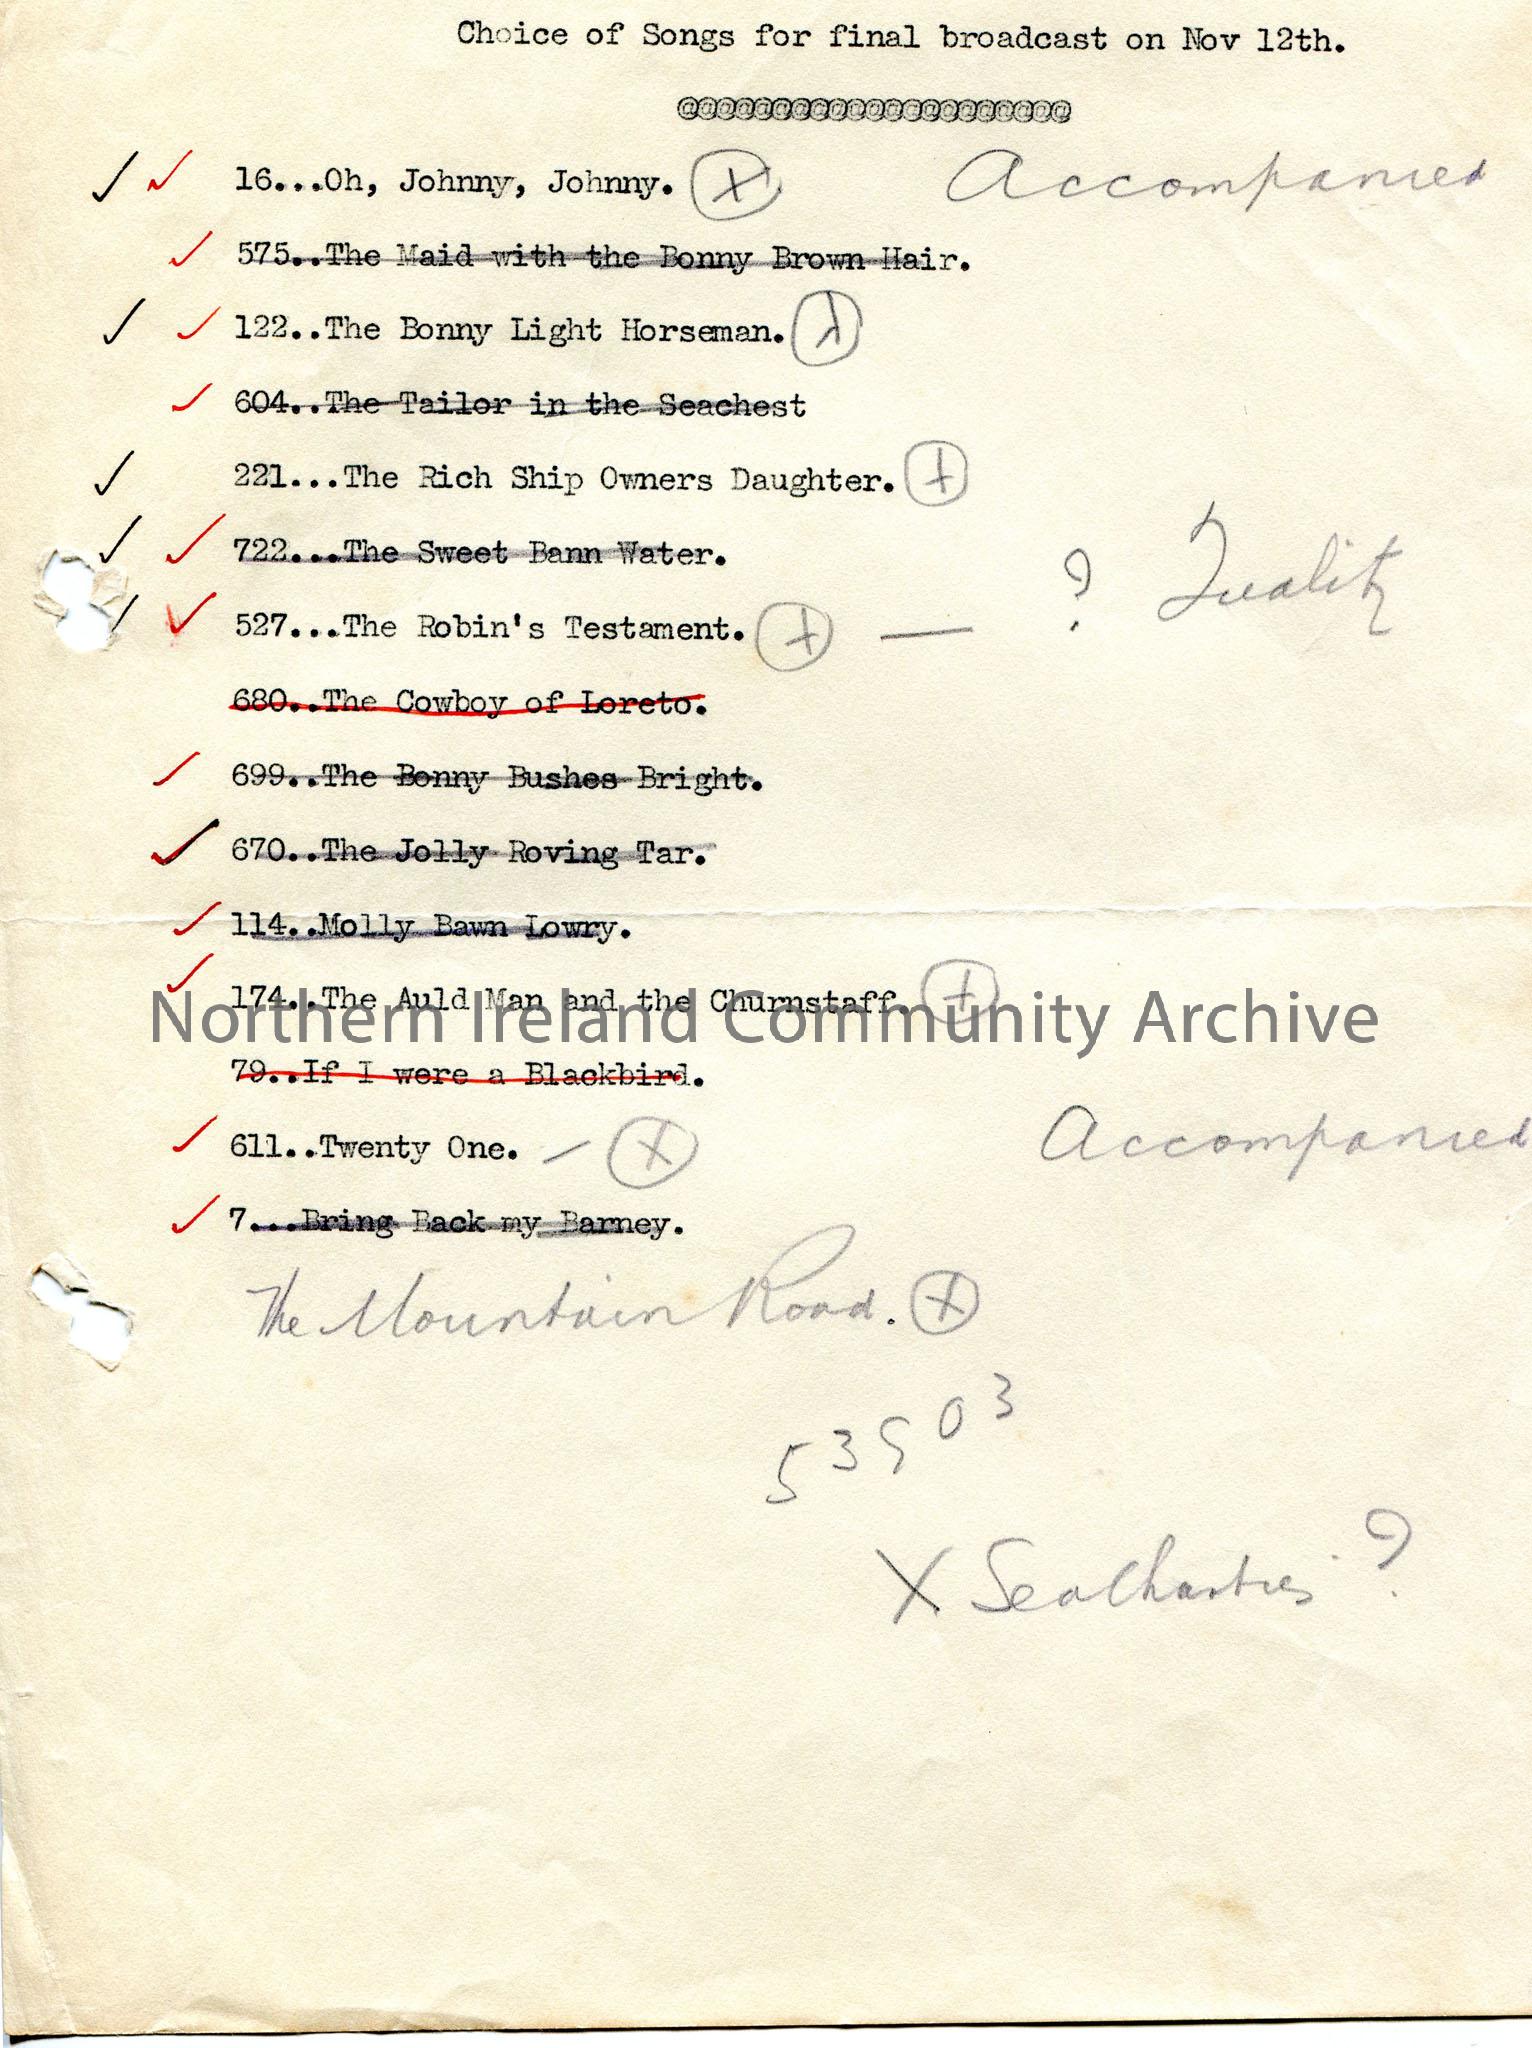 Choice of Songs for final broadcast on Nov 12th.
@@@@@@@@@@@@@@@@@@@@@
16...Oh, Johnny, Johnny. X Accompanied
575..The Maid with the Bonny Brown Hair.
122..The Bonny Light Horseman. X
604..The Tailor in the Seachest
221...The Rich Ship Owners Daughter. X
722...The Sweet Bann Water.
527...The Robin's Testament. X — ? Quality
680..The Cowboy of Loreto.
699..The Bonny Bushes Bright.
670..The Jolly Roving Tar.
114..Molly Bawn Lowry.
174..The Auld Man and the Churnstaff. X
Northern Ireland Community Archive
79..If I were a Blackbird.
611..Twenty One. — X Accompanied
7...Bring Back my Barney.
The Mountain Road. X
53903
X Sea Chanties ?